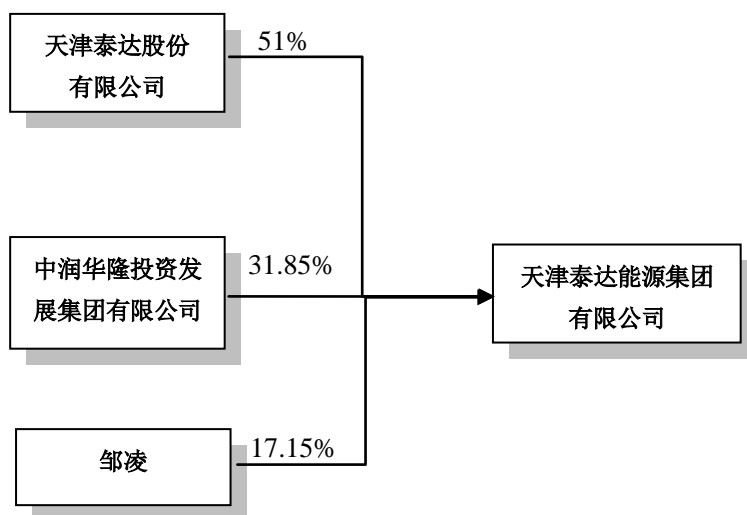 天津泰达股份
有限公司
51%
中润华隆投资发
展集团有限公司
31.85%
天津泰达能源集团
有限公司
邹凌
17.15%